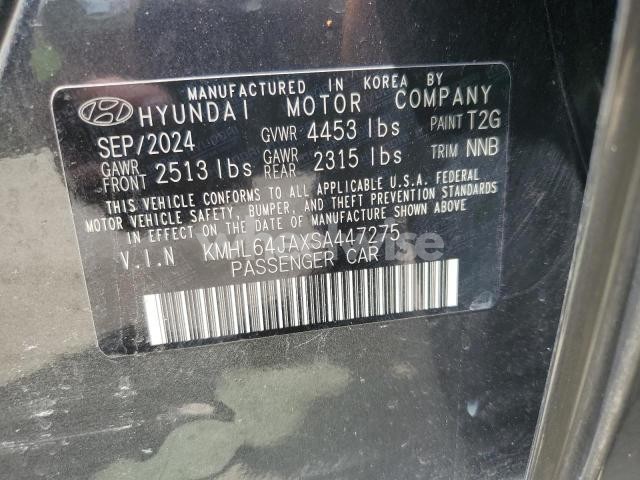 MANUFACTURED IN KOREA BY
HYUNDAI MOTOR COMPANY
SEP/2024 GVWR 4453 lbs PAINT T2G
GAWR FRONT 2513 lbs GAWR REAR 2315 lbs TRIM NNB
THIS VEHICLE CONFORMS TO ALL APPLICABLE U.S.A. FEDERAL
MOTOR VEHICLE SAFETY, BUMPER, AND THEFT PREVENTION STANDARDS
IN EFFECT ON THE DATE OF MANUFACTURE SHOWN ABOVE.
V.I.N KMHL64JAXSA447275
PASSENGER CAR